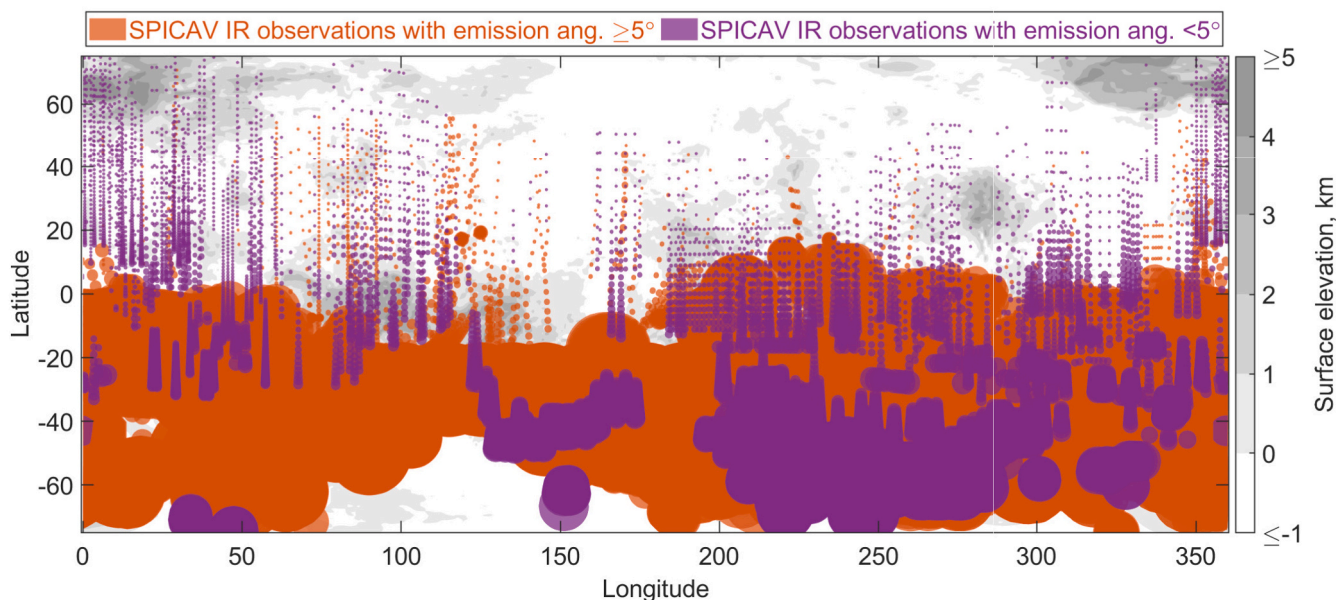 SPICAV IR observations with emission ang. ≥5° SPICAV IR observations with emission ang. <5°
60
40
20
0
-20
-40
-60
Latitude
0 50 100 150 200 250 300 350
Longitude
≥5
4
3
2
1
0
≤-1
Surface elevation, km